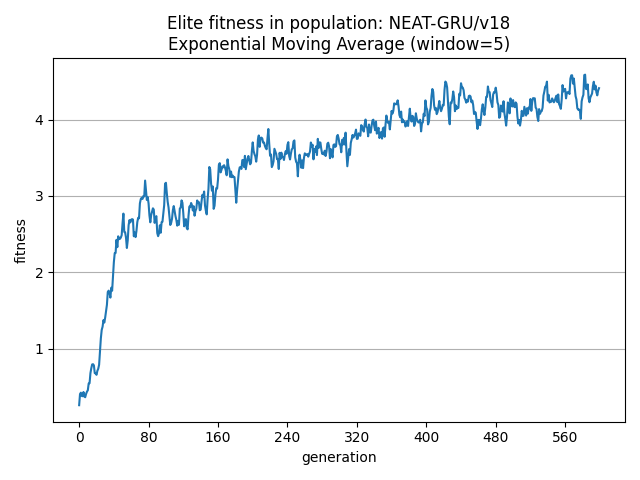 Elite fitness in population: NEAT-GRU/v18
Exponential Moving Average (window=5)
4
3
2
1
fitness
0 80 160 240 320 400 480 560
generation